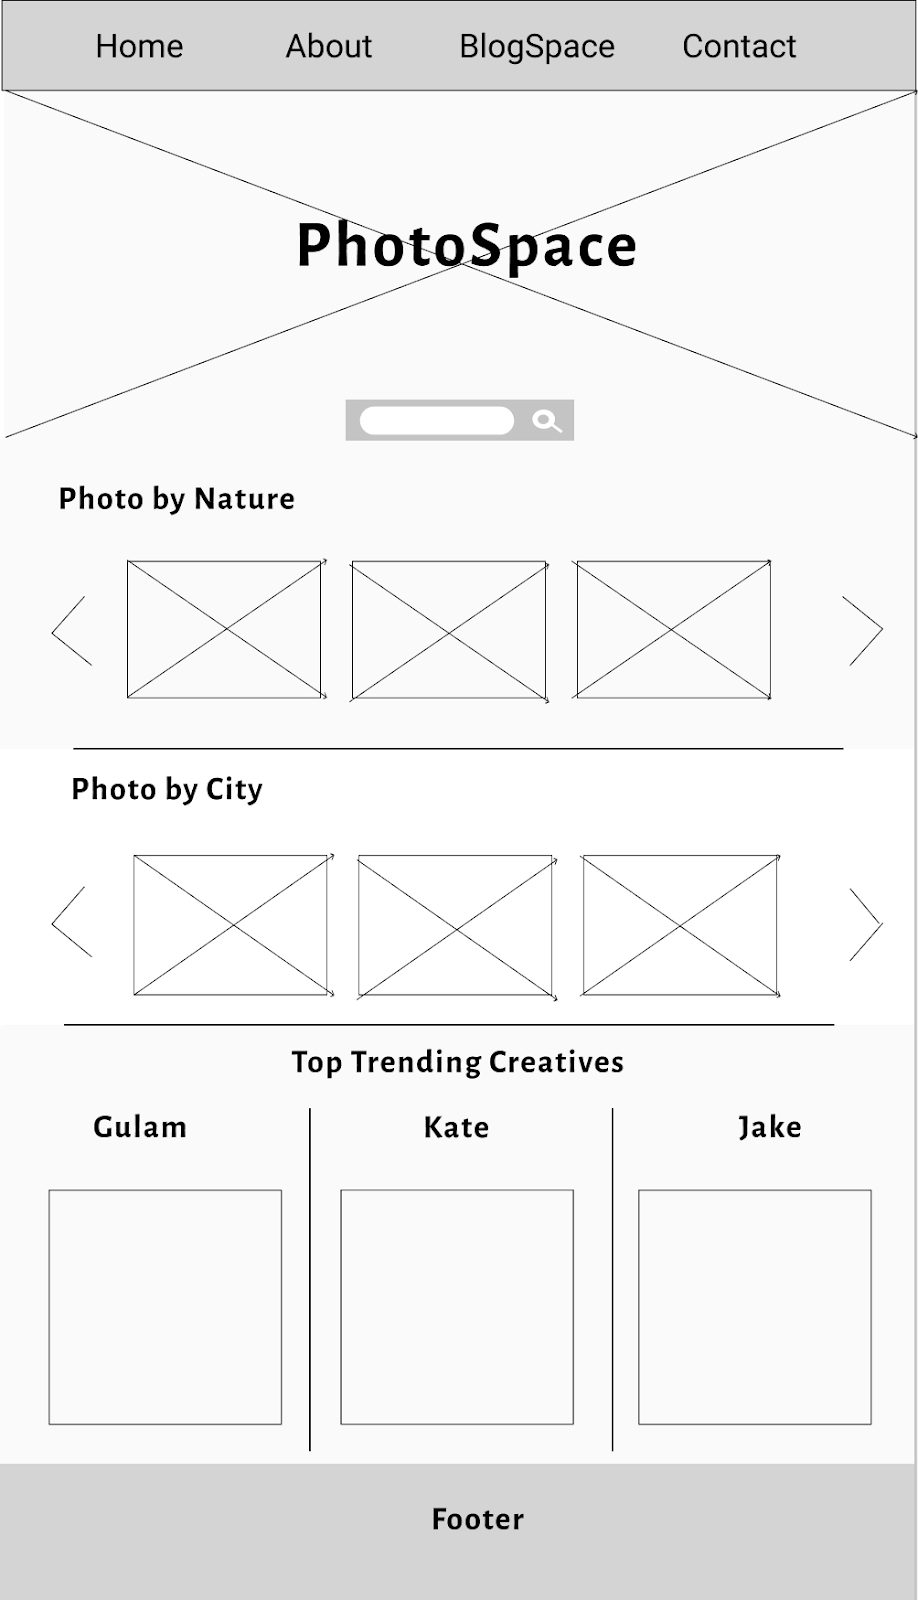 Home About BlogSpace Contact
PhotoSpace
Photo by Nature
Photo by City
Top Trending Creatives
Gulam Kate Jake
Footer